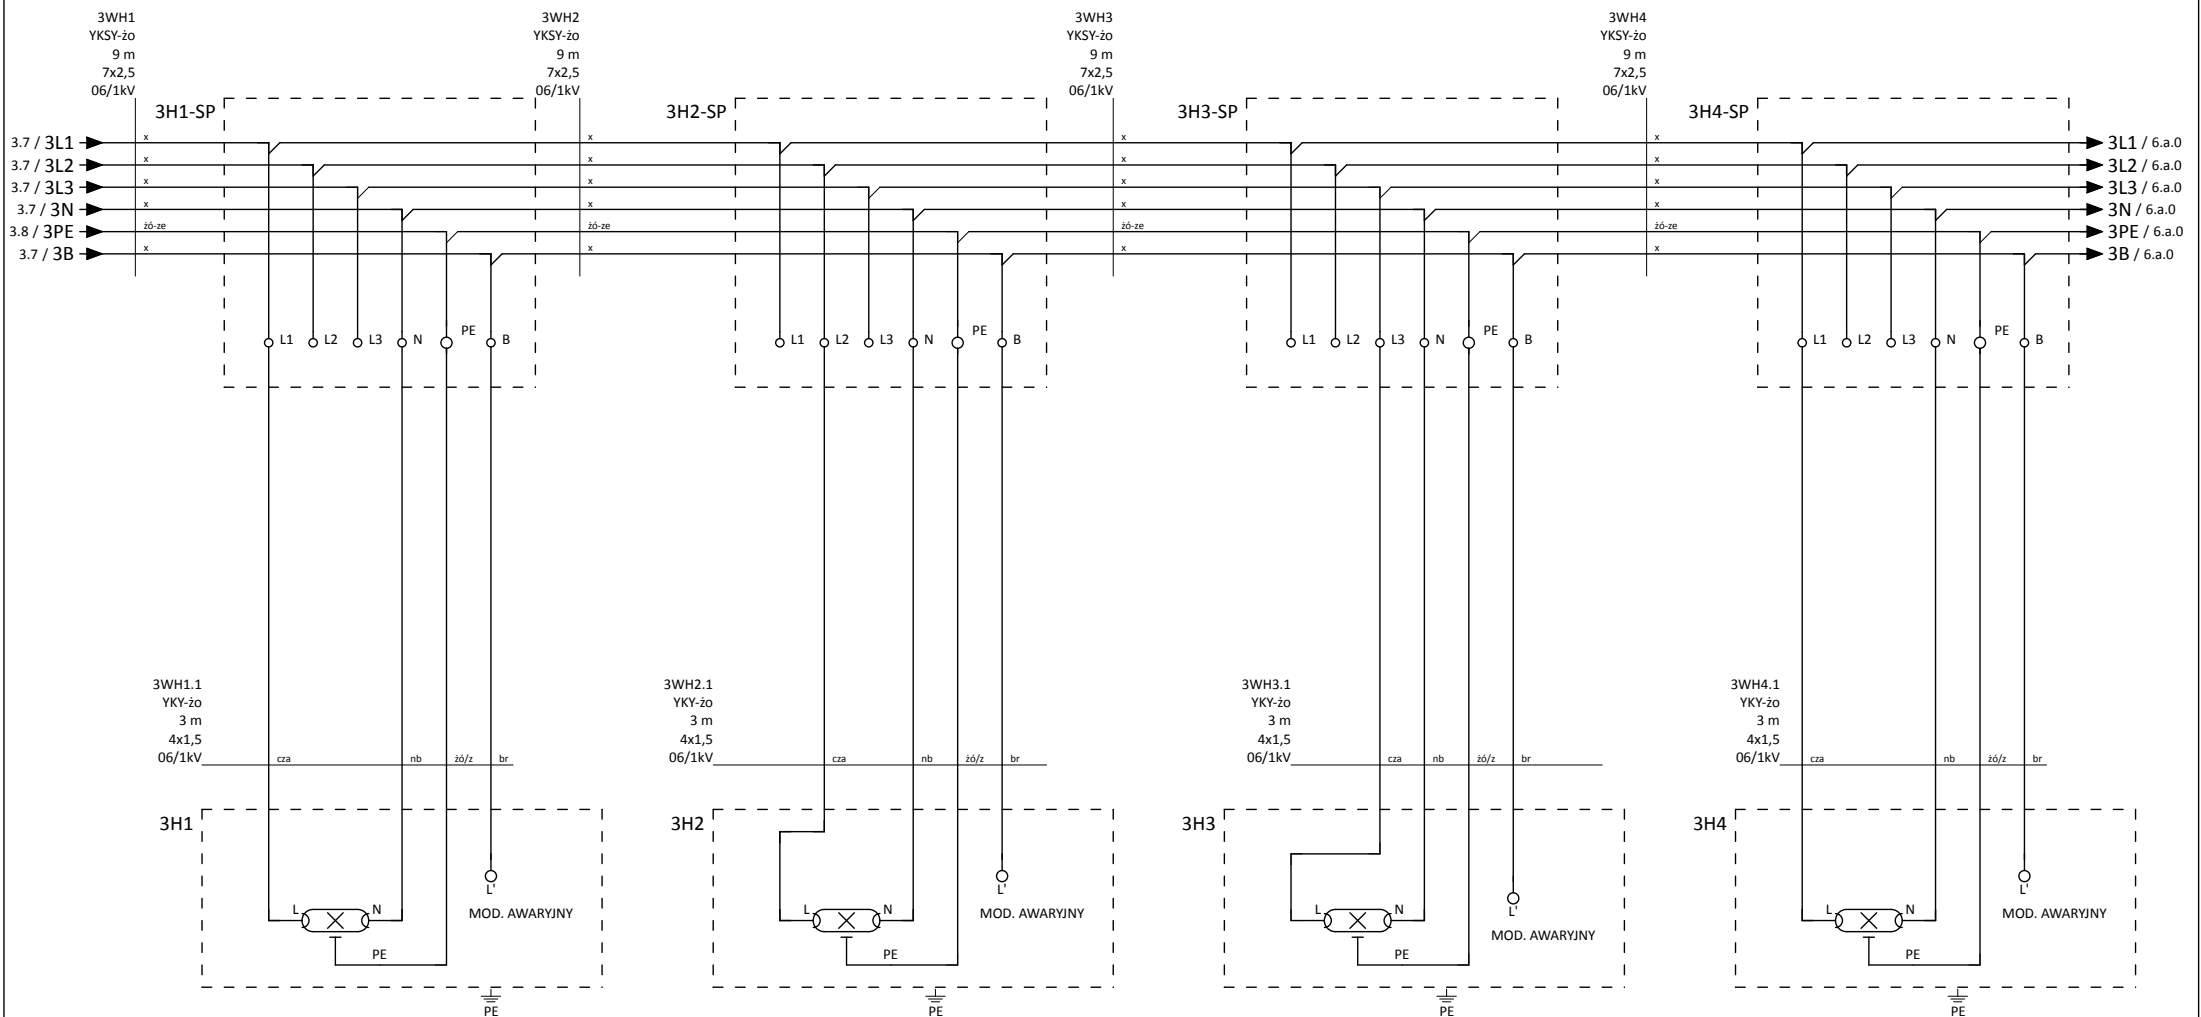 3WH1
YKSY-żo
9 m
7x2,5
06/1kV
3WH2
YKSY-żo
9 m
7x2,5
06/1kV
3WH3
YKSY-żo
9 m
7x2,5
06/1kV
3WH4
YKSY-żo
9 m
7x2,5
06/1kV
3H1-SP
3H2-SP
3H3-SP
3H4-SP
3.7 / 3L1 x x x x 3L1 / 6.a.0
3.7 / 3L2 x x x x 3L2 / 6.a.0
3.7 / 3L3 x x x x 3L3 / 6.a.0
3.7 / 3N x x x x 3N / 6.a.0
3.8 / 3PE żó-ze żó-ze żó-ze żó-ze 3PE / 6.a.0
3.7 / 3B x x x x 3B / 6.a.0
L1 L2 L3 N PE B
L1 L2 L3 N PE B
L1 L2 L3 N PE B
L1 L2 L3 N PE B
3WH1.1
YKY-żo
3 m
4x1,5
06/1kV
cza nb żó/z br
3WH2.1
YKY-żo
3 m
4x1,5
06/1kV
cza nb żó/z br
3WH3.1
YKY-żo
3 m
4x1,5
06/1kV
cza nb żó/z br
3WH4.1
YKY-żo
3 m
4x1,5
06/1kV
cza nb żó/z br
3H1
L'
L N MOD. AWARYJNY
PE
PE
3H2
L'
L N MOD. AWARYJNY
PE
PE
3H3
L'
L N
MOD. AWARYJNY
PE
PE
3H4
L'
L N MOD. AWARYJNY
PE
PE